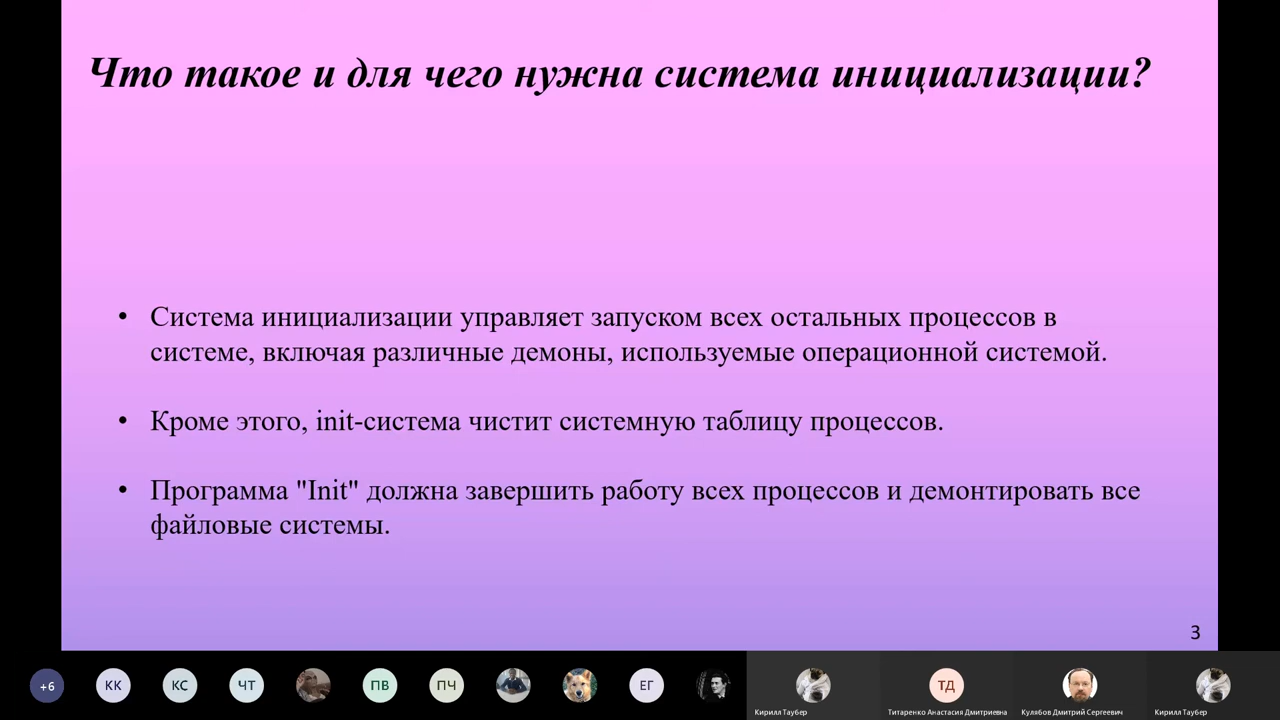 Что такое и для чего нужна система инициализации?
• Система инициализации управляет запуском всех остальных процессов в
системе, включая различные демоны, используемые операционной системой.
• Кроме этого, init-система чистит системную таблицу процессов.
• Программа "Init" должна завершить работу всех процессов и демонтировать все
файловые системы.
3
+6 КК КС ЧТ ПВ ПЧ ЕГ ТД
Кирилл Таубер Титаренко Анастасия Дмитриевна Кулябов Дмитрий Сергеевич Кирилл Таубер